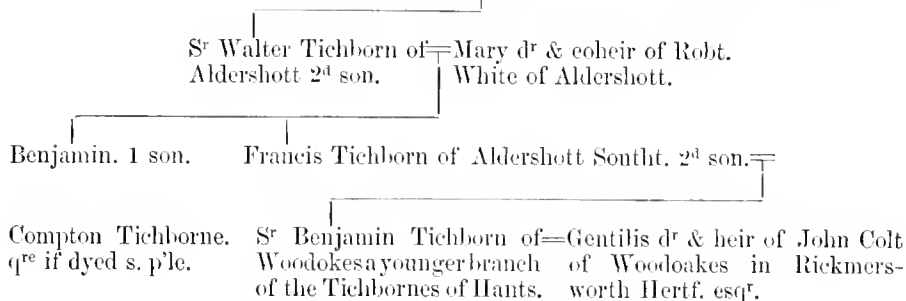 Sʳ Walter Tichborn of═Mary dʳ & coheir of Robt.
Aldershott 2ᵈ son. White of Aldershott.
Benjamin. 1 son. Francis Tichborn of Aldershott Southt. 2ᵈ son.═
Compton Tichborne. Sʳ Benjamin Tichborn of═Gentilis dʳ & heir of John Colt
qʳᵉ if dyed s. p'le. Woodokes a younger branch of Woodoakes in Rickmers-
of the Tichbornes of Hants. worth Hertf. esqʳ.